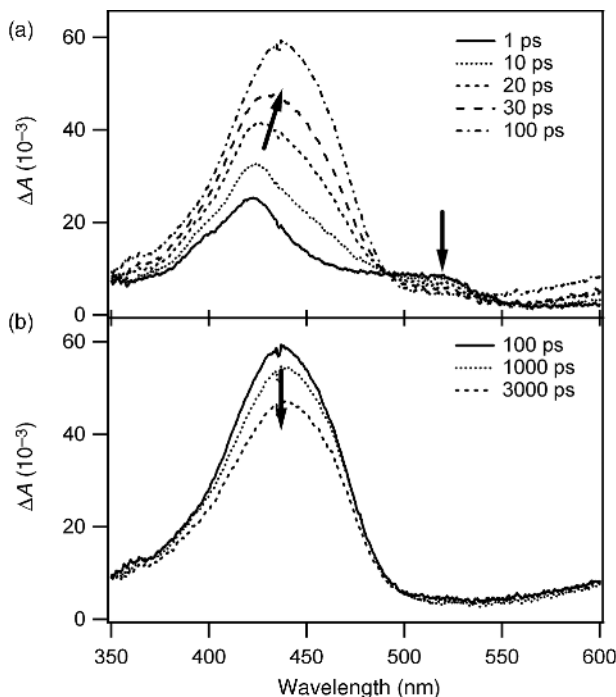 (a)
60
40
20
0
ΔA (10⁻³)
1 ps
10 ps
20 ps
30 ps
100 ps
(b)
60
40
20
0
ΔA (10⁻³)
100 ps
1000 ps
3000 ps
350 400 450 500 550 600
Wavelength (nm)